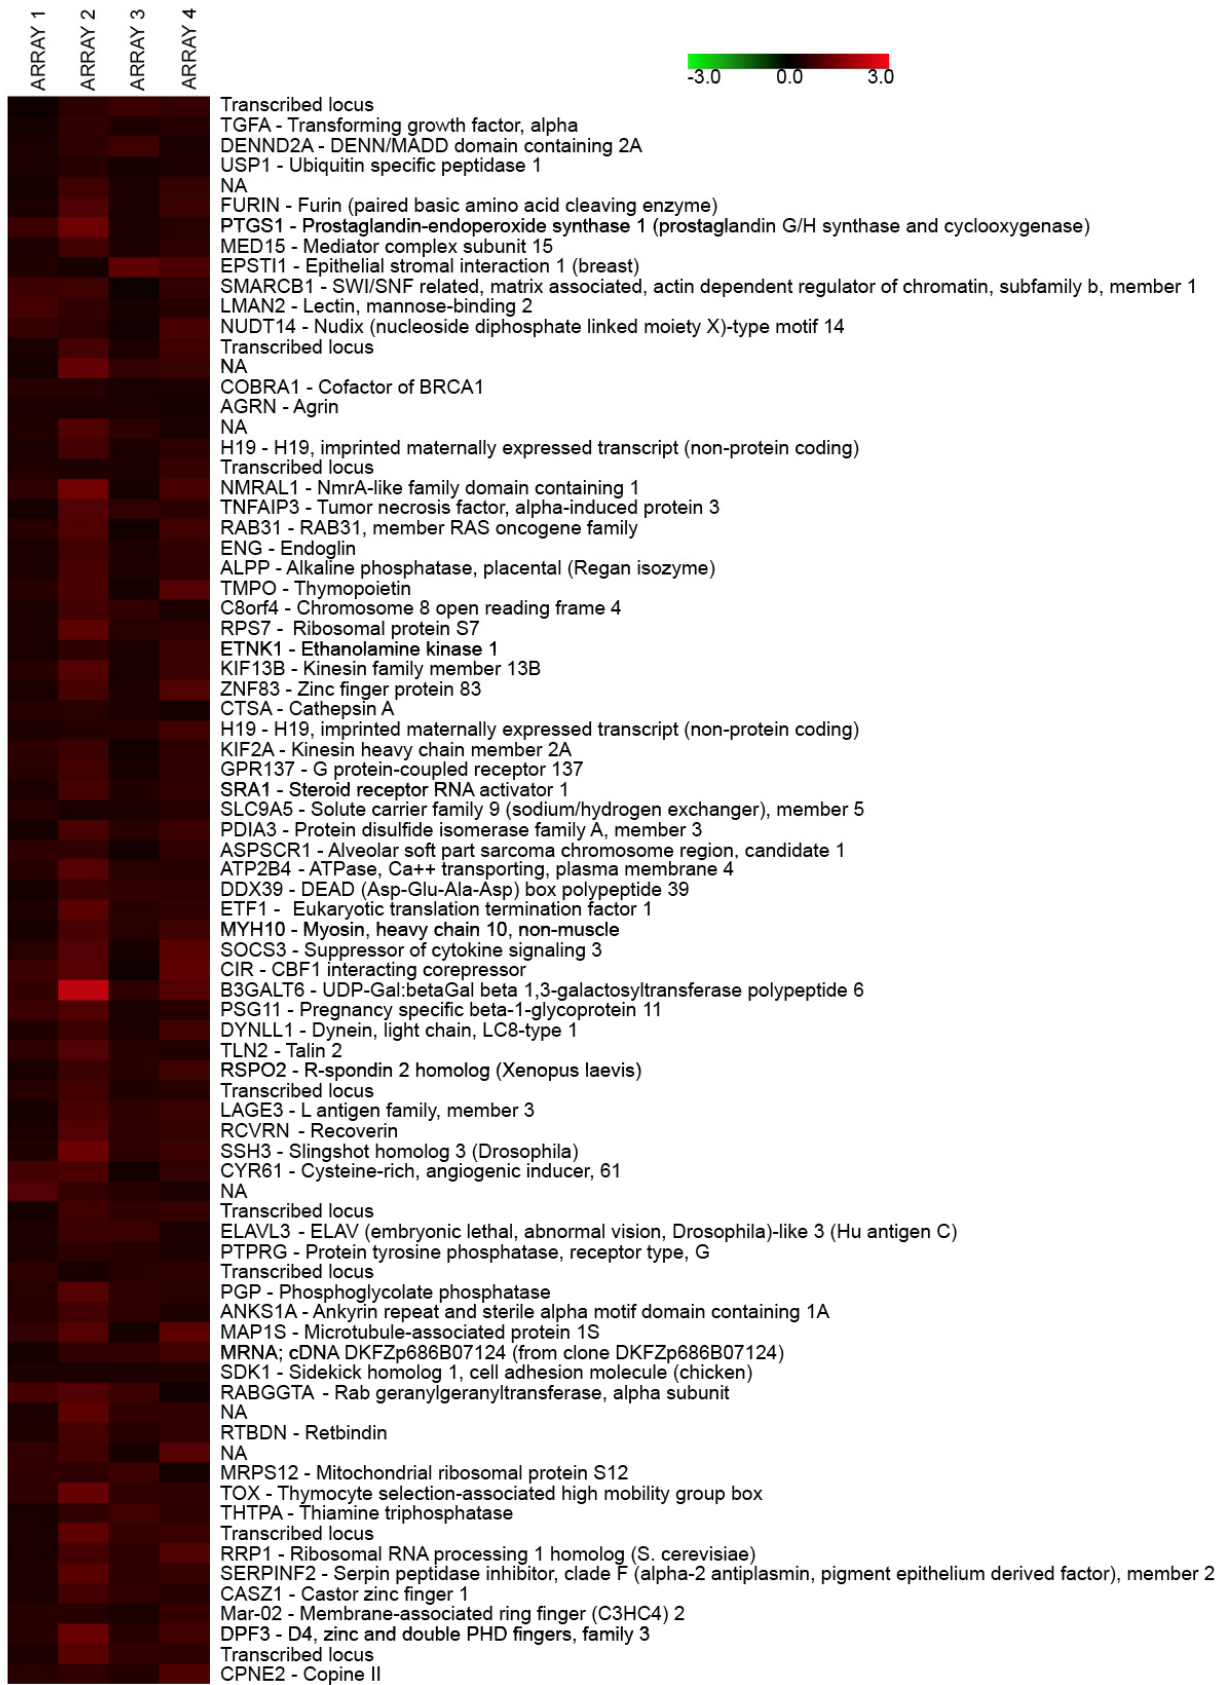 ARRAY 1
ARRAY 2
ARRAY 3
ARRAY 4
-3.0 0.0 3.0
Transcribed locus
TGFA - Transforming growth factor, alpha
DENND2A - DENN/MADD domain containing 2A
USP1 - Ubiquitin specific peptidase 1
NA
FURIN - Furin (paired basic amino acid cleaving enzyme)
PTGS1 - Prostaglandin-endoperoxide synthase 1 (prostaglandin G/H synthase and cyclooxygenase)
MED15 - Mediator complex subunit 15
EPSTI1 - Epithelial stromal interaction 1 (breast)
SMARCB1 - SWI/SNF related, matrix associated, actin dependent regulator of chromatin, subfamily b, member 1
LMAN2 - Lectin, mannose-binding 2
NUDT14 - Nudix (nucleoside diphosphate linked moiety X)-type motif 14
Transcribed locus
NA
COBRA1 - Cofactor of BRCA1
AGRN - Agrin
NA
H19 - H19, imprinted maternally expressed transcript (non-protein coding)
Transcribed locus
NMRAL1 - NmrA-like family domain containing 1
TNFAIP3 - Tumor necrosis factor, alpha-induced protein 3
RAB31 - RAB31, member RAS oncogene family
ENG - Endoglin
ALPP - Alkaline phosphatase, placental (Regan isozyme)
TMPO - Thymopoietin
C8orf4 - Chromosome 8 open reading frame 4
RPS7 - Ribosomal protein S7
ETNK1 - Ethanolamine kinase 1
KIF13B - Kinesin family member 13B
ZNF83 - Zinc finger protein 83
CTSA - Cathepsin A
H19 - H19, imprinted maternally expressed transcript (non-protein coding)
KIF2A - Kinesin heavy chain member 2A
GPR137 - G protein-coupled receptor 137
SRA1 - Steroid receptor RNA activator 1
SLC9A5 - Solute carrier family 9 (sodium/hydrogen exchanger), member 5
PDIA3 - Protein disulfide isomerase family A, member 3
ASPSCR1 - Alveolar soft part sarcoma chromosome region, candidate 1
ATP2B4 - ATPase, Ca++ transporting, plasma membrane 4
DDX39 - DEAD (Asp-Glu-Ala-Asp) box polypeptide 39
ETF1 - Eukaryotic translation termination factor 1
MYH10 - Myosin, heavy chain 10, non-muscle
SOCS3 - Suppressor of cytokine signaling 3
CIR - CBF1 interacting corepressor
B3GALT6 - UDP-Gal:betaGal beta 1,3-galactosyltransferase polypeptide 6
PSG11 - Pregnancy specific beta-1-glycoprotein 11
DYNLL1 - Dynein, light chain, LC8-type 1
TLN2 - Talin 2
RSPO2 - R-spondin 2 homolog (Xenopus laevis)
Transcribed locus
LAGE3 - L antigen family, member 3
RCVRN - Recoverin
SSH3 - Slingshot homolog 3 (Drosophila)
CYR61 - Cysteine-rich, angiogenic inducer, 61
NA
Transcribed locus
ELAVL3 - ELAV (embryonic lethal, abnormal vision, Drosophila)-like 3 (Hu antigen C)
PTPRG - Protein tyrosine phosphatase, receptor type, G
Transcribed locus
PGP - Phosphoglycolate phosphatase
ANKS1A - Ankyrin repeat and sterile alpha motif domain containing 1A
MAP1S - Microtubule-associated protein 1S
MRNA; cDNA DKFZp686B07124 (from clone DKFZp686B07124)
SDK1 - Sidekick homolog 1, cell adhesion molecule (chicken)
RABGGTA - Rab geranylgeranyltransferase, alpha subunit
NA
RTBDN - Retbindin
NA
MRPS12 - Mitochondrial ribosomal protein S12
TOX - Thymocyte selection-associated high mobility group box
THTPA - Thiamine triphosphatase
Transcribed locus
RRP1 - Ribosomal RNA processing 1 homolog (S. cerevisiae)
SERPINF2 - Serpin peptidase inhibitor, clade F (alpha-2 antiplasmin, pigment epithelium derived factor), member 2
CASZ1 - Castor zinc finger 1
Mar-02 - Membrane-associated ring finger (C3HC4) 2
DPF3 - D4, zinc and double PHD fingers, family 3
Transcribed locus
CPNE2 - Copine II